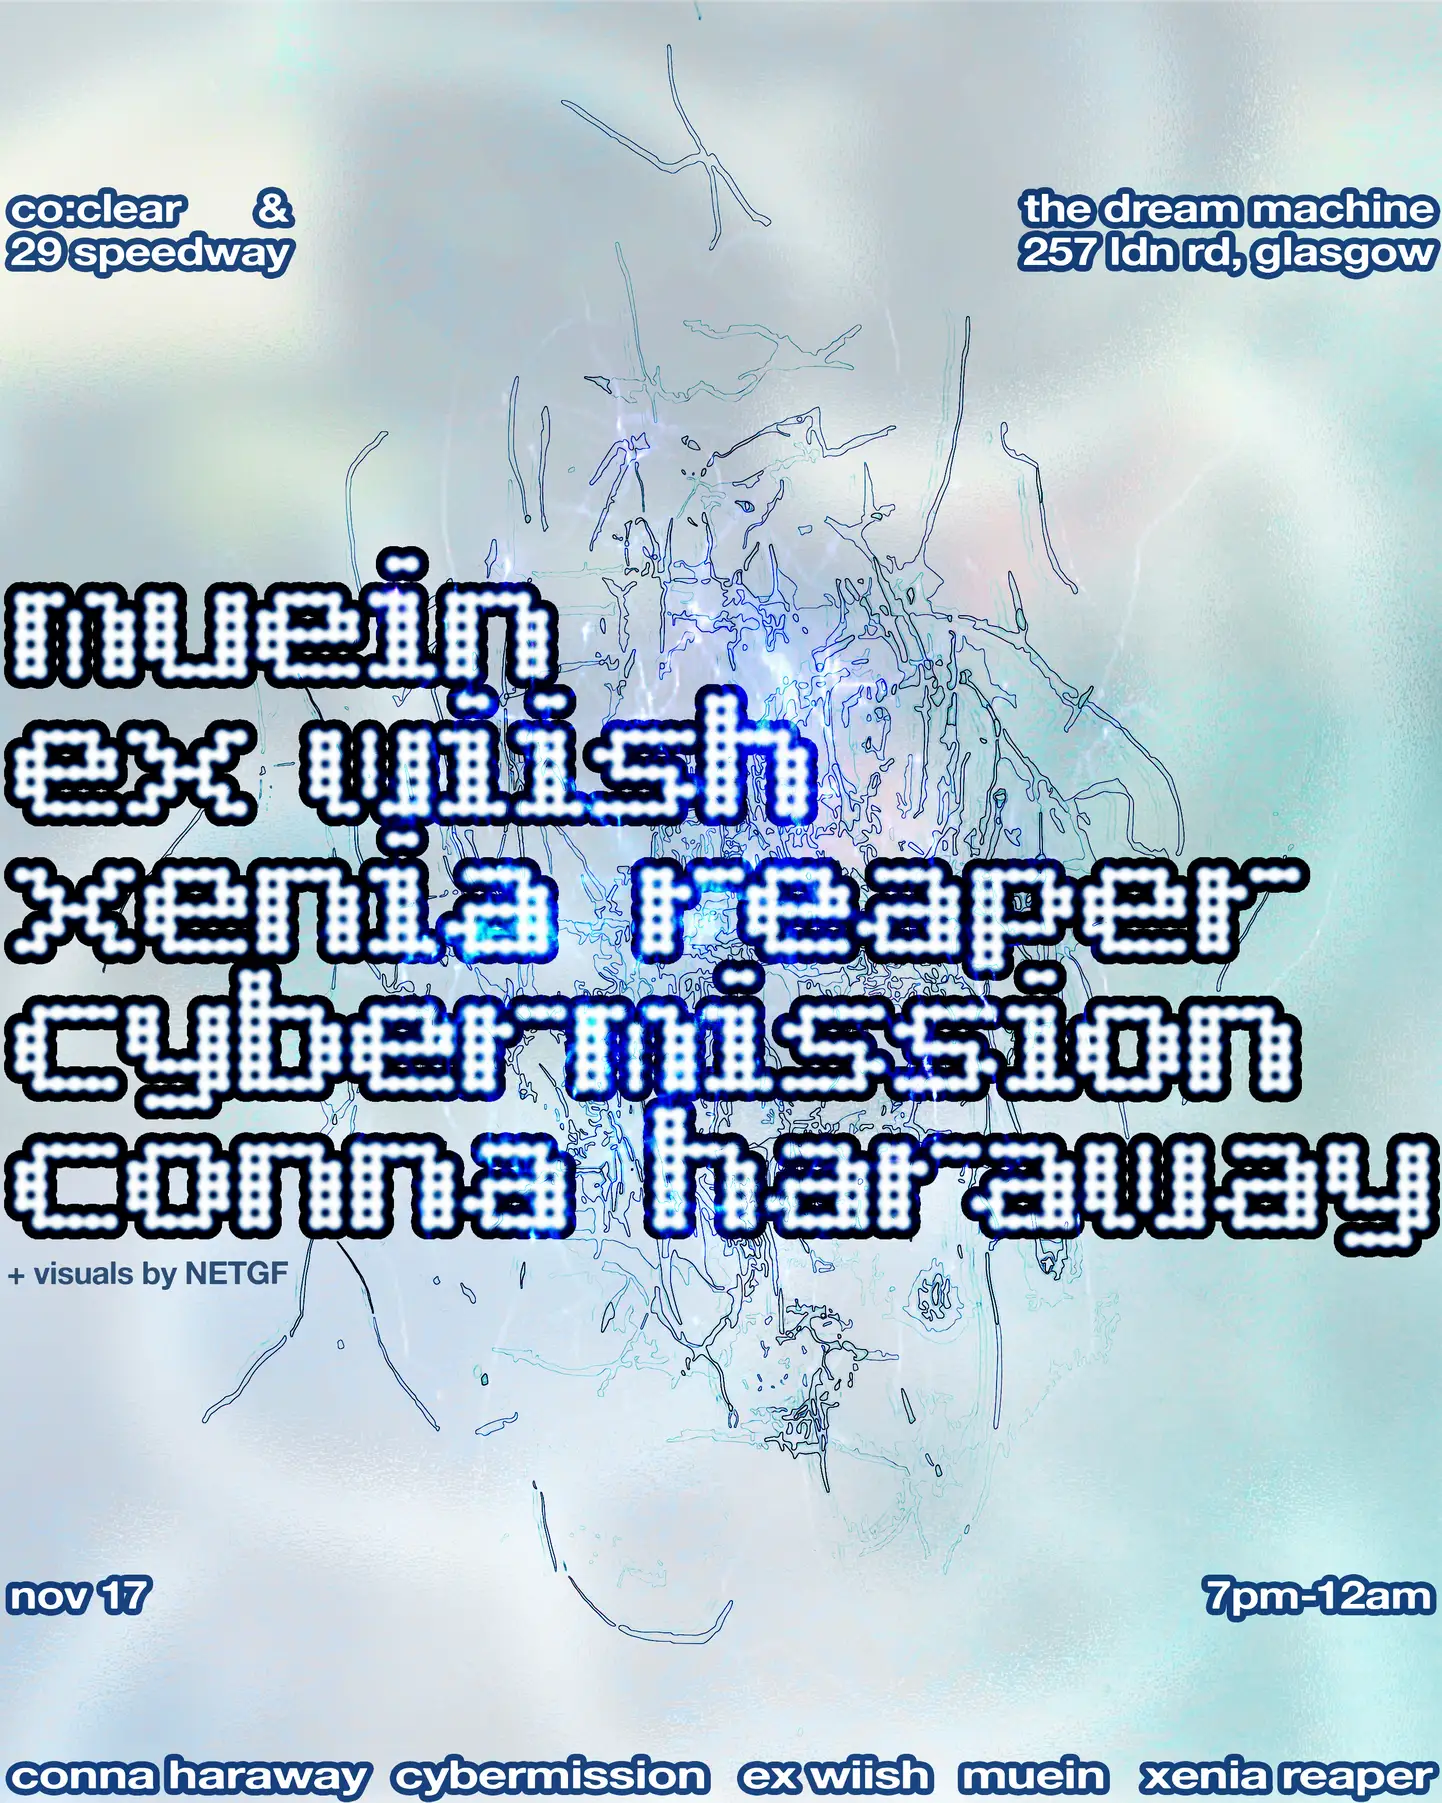 co:clear &
29 speedway
the dream machine
257 ldn rd, glasgow
muein
ex wiish
xenia reaper
cybermission
conna haraway
+ visuals by NETGF
nov 17
7pm-12am
conna haraway cybermission ex wiish muein xenia reaper